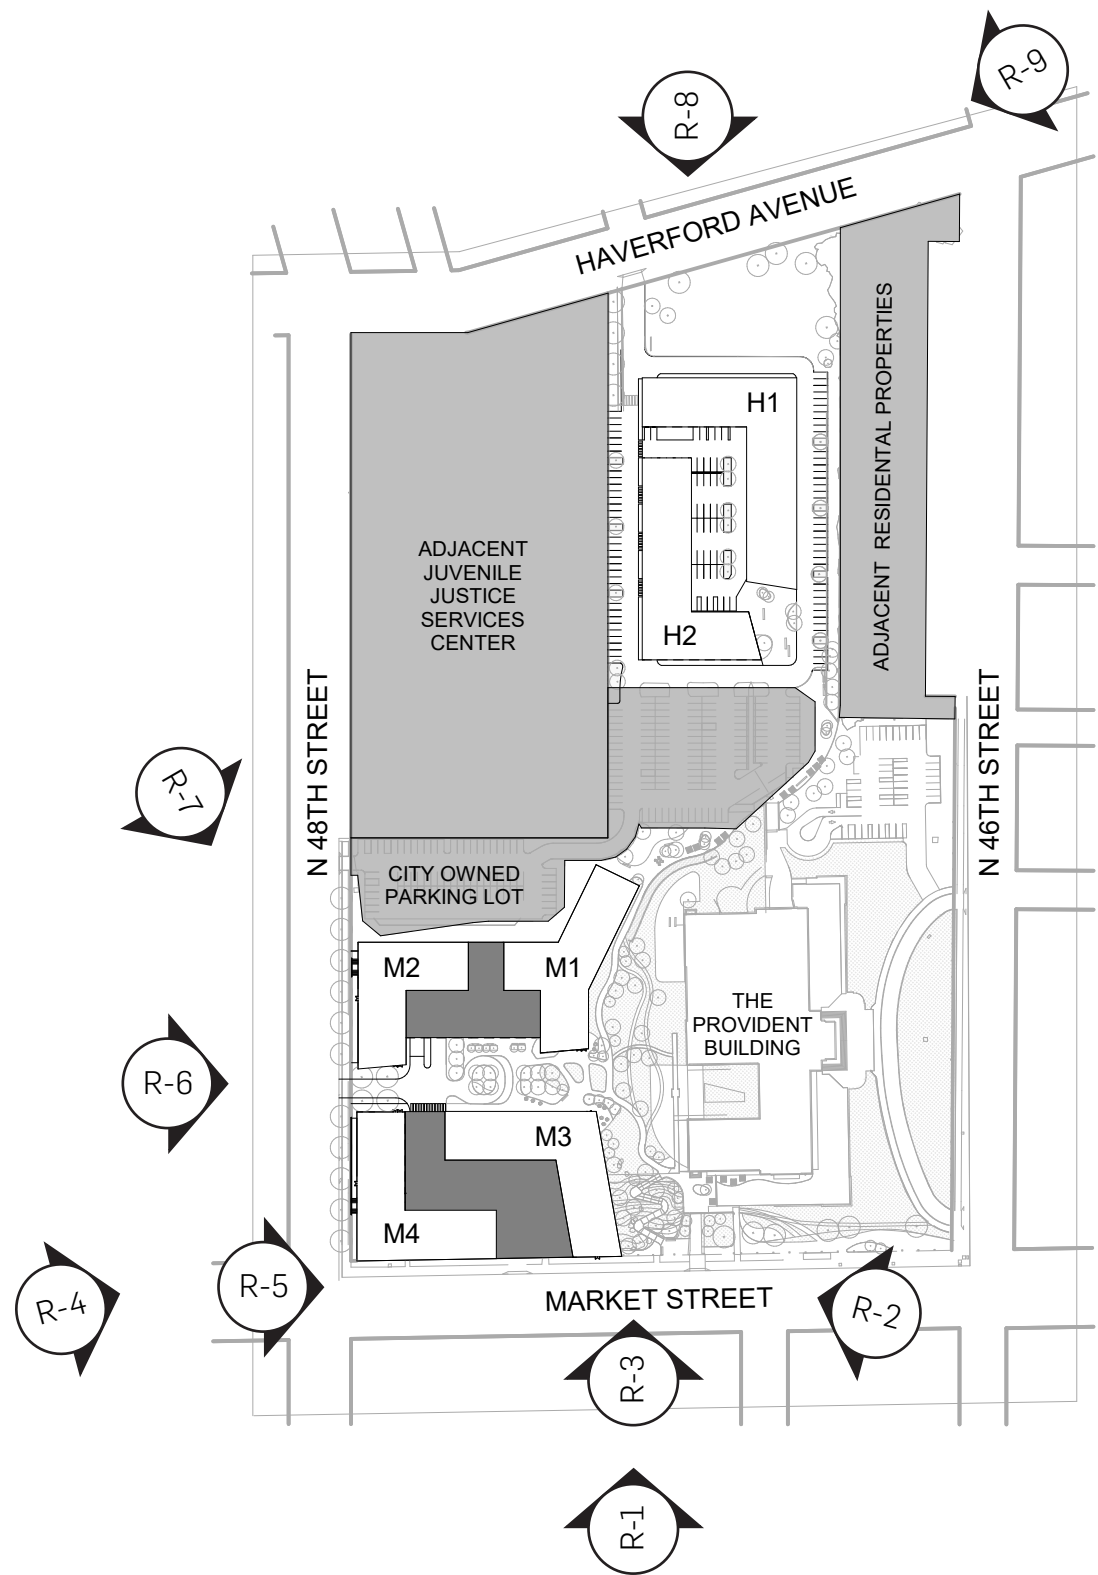 R-9
R-8
HAVERFORD AVENUE
H1
ADJACENT RESIDENTAL PROPERTIES
ADJACENT
JUVENILE
JUSTICE
SERVICES
CENTER
H2
N 48TH STREET
N 46TH STREET
R-7
CITY OWNED
PARKING LOT
M2
M1
THE
PROVIDENT
BUILDING
R-6
M3
M4
R-5
R-4
MARKET STREET
R-2
R-3
R-1